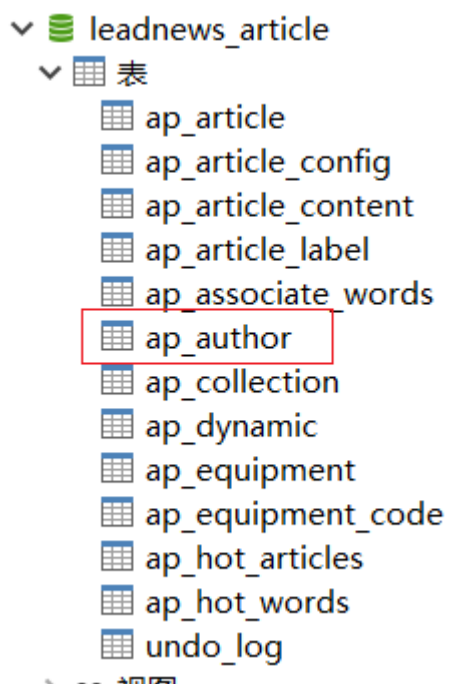 leadnews_article
表
ap_article
ap_article_config
ap_article_content
ap_article_label
ap_associate_words
ap_author
ap_collection
ap_dynamic
ap_equipment
ap_equipment_code
ap_hot_articles
ap_hot_words
undo_log